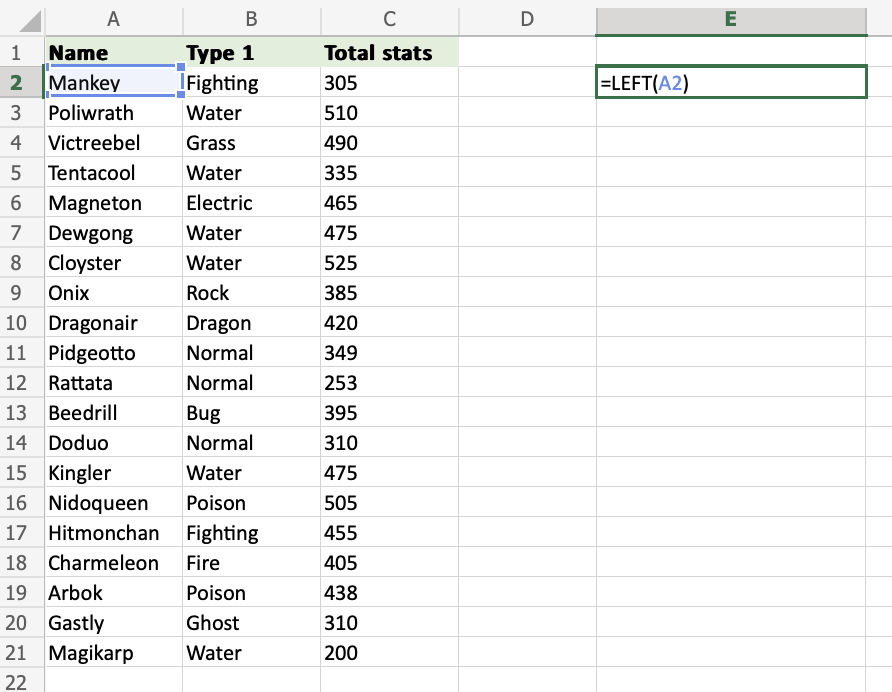 A B C D E
1 Name Type 1 Total stats
2 Mankey Fighting 305 =LEFT(A2)
3 Poliwrath Water 510
4 Victreebel Grass 490
5 Tentacool Water 335
6 Magneton Electric 465
7 Dewgong Water 475
8 Cloyster Water 525
9 Onix Rock 385
10 Dragonair Dragon 420
11 Pidgeotto Normal 349
12 Rattata Normal 253
13 Beedrill Bug 395
14 Doduo Normal 310
15 Kingler Water 475
16 Nidoqueen Poison 505
17 Hitmonchan Fighting 455
18 Charmeleon Fire 405
19 Arbok Poison 438
20 Gastly Ghost 310
21 Magikarp Water 200
22